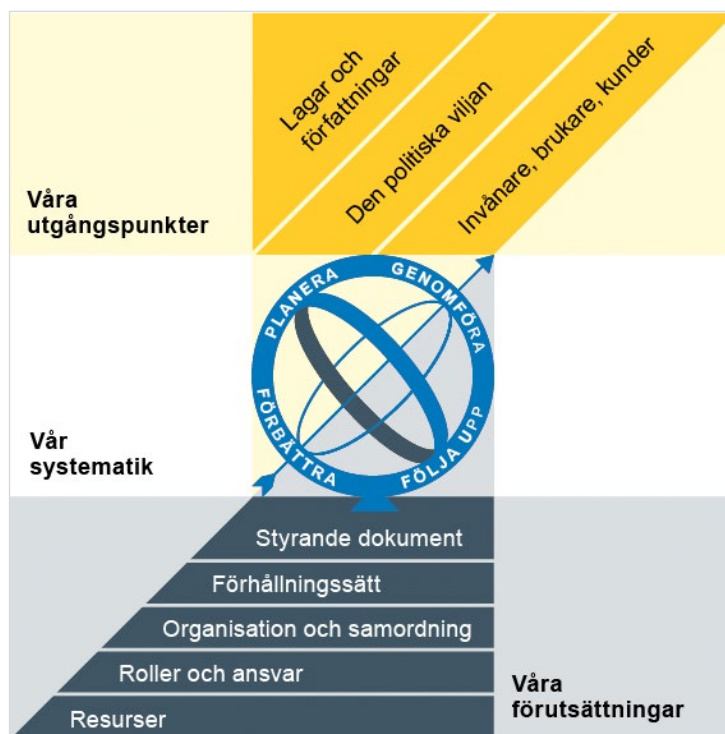 Lagar och
författningar
Den politiska viljan
Invånare, brukare, kunder
Våra
utgångspunkter
PLANERA
GENOMFÖRA
FÖLJA UPP
FÖRBÄTTRA
Vår
systematik
Styrande dokument
Förhållningssätt
Organisation och samordning
Roller och ansvar
Resurser
Våra
förutsättningar